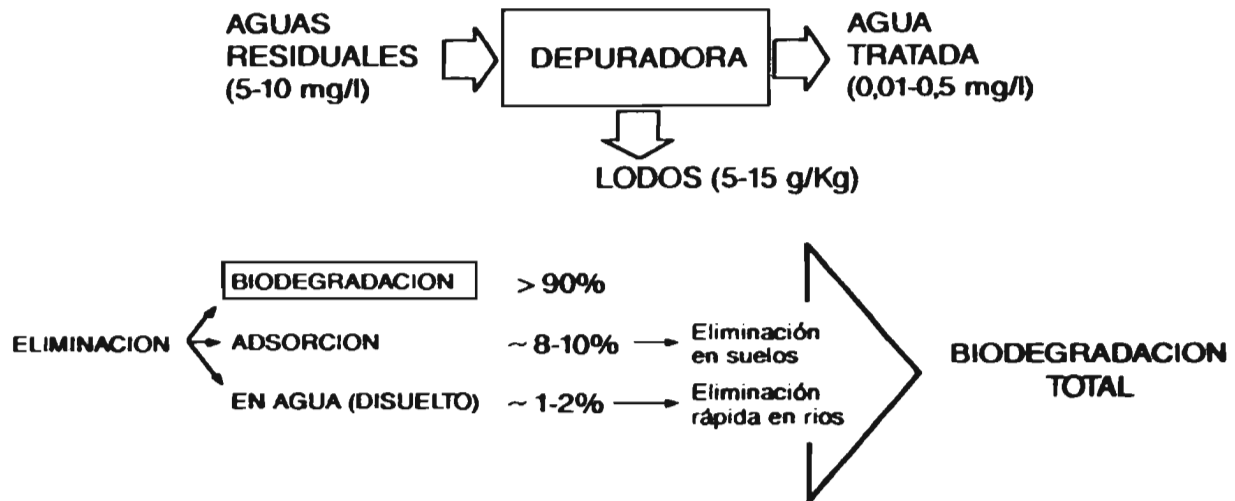 AGUAS
RESIDUALES
(5-10 mg/l)
DEPURADORA
AGUA
TRATADA
(0,01-0,5 mg/l)
LODOS (5-15 g/Kg)
ELIMINACION
BIODEGRADACION > 90%
ADSORCION ~ 8-10%
Eliminación
en suelos
EN AGUA (DISUELTO) ~ 1-2%
Eliminación
rápida en rios
BIODEGRADACION
TOTAL